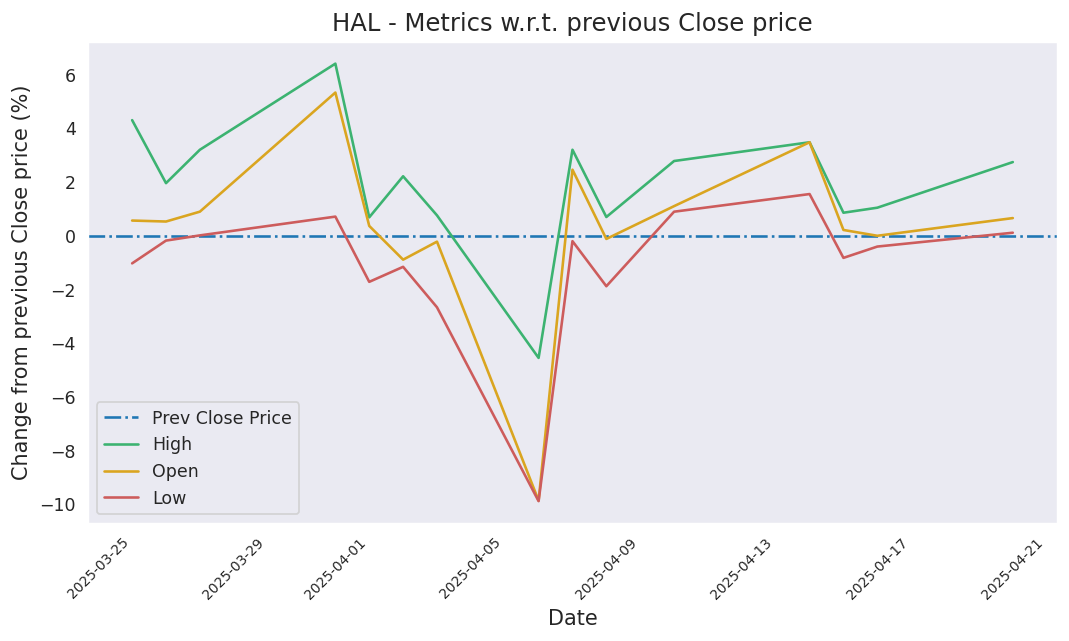 HAL - Metrics w.r.t. previous Close price
Change from previous Close price (%)
6
4
2
0
−2
−4
−6
−8
−10
Prev Close Price
High
Open
Low
2025-03-25
2025-03-29
2025-04-01
2025-04-05
2025-04-09
2025-04-13
2025-04-17
2025-04-21
Date